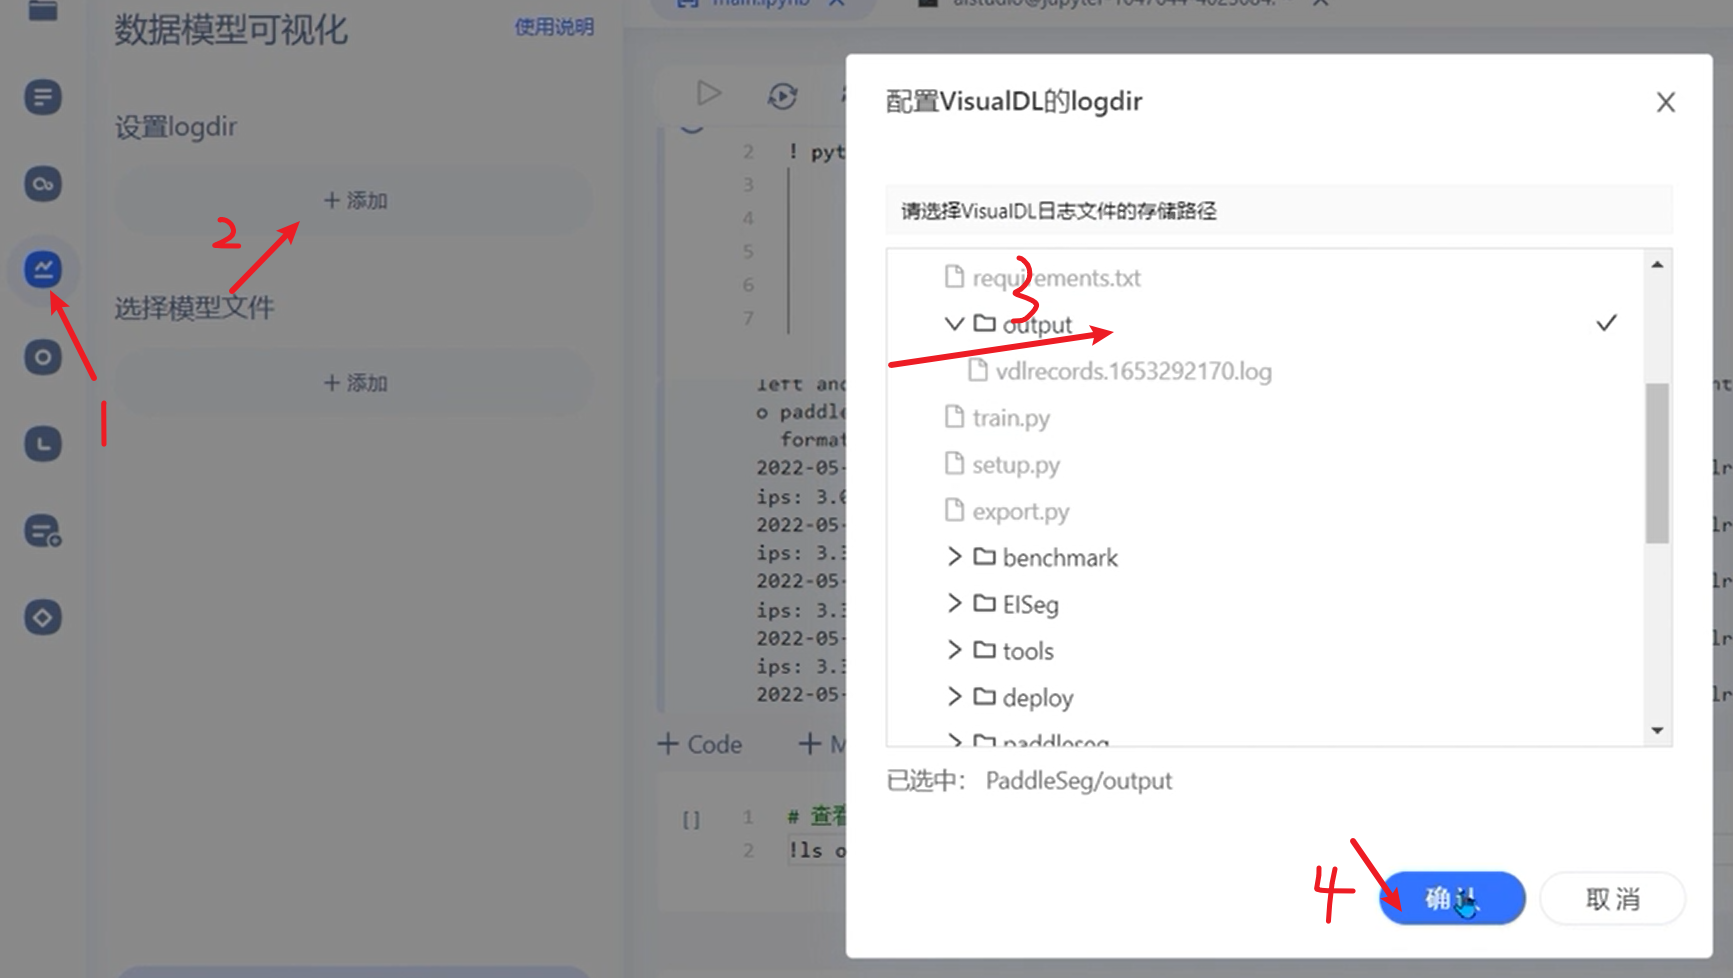 数据模型可视化
使用说明
设置logdir
+ 添加
选择模型文件
+ 添加
1
2
3
4
main.ipynb
2 ! pyt
3
4
5
6
7
left and
o paddle
format
2022-05-
ips: 3.0
2022-05-
ips: 3.3
2022-05-
ips: 3.3
2022-05-
ips: 3.3
2022-05-
+ Code + M
[ ] 1 # 查看
2 !ls o
配置VisualDL的logdir
请选择VisualDL日志文件的存储路径
requirements.txt
output
vdlrecords.1653292170.log
train.py
setup.py
export.py
benchmark
EISeg
tools
deploy
paddleseg
已选中： PaddleSeg/output
确认
取消